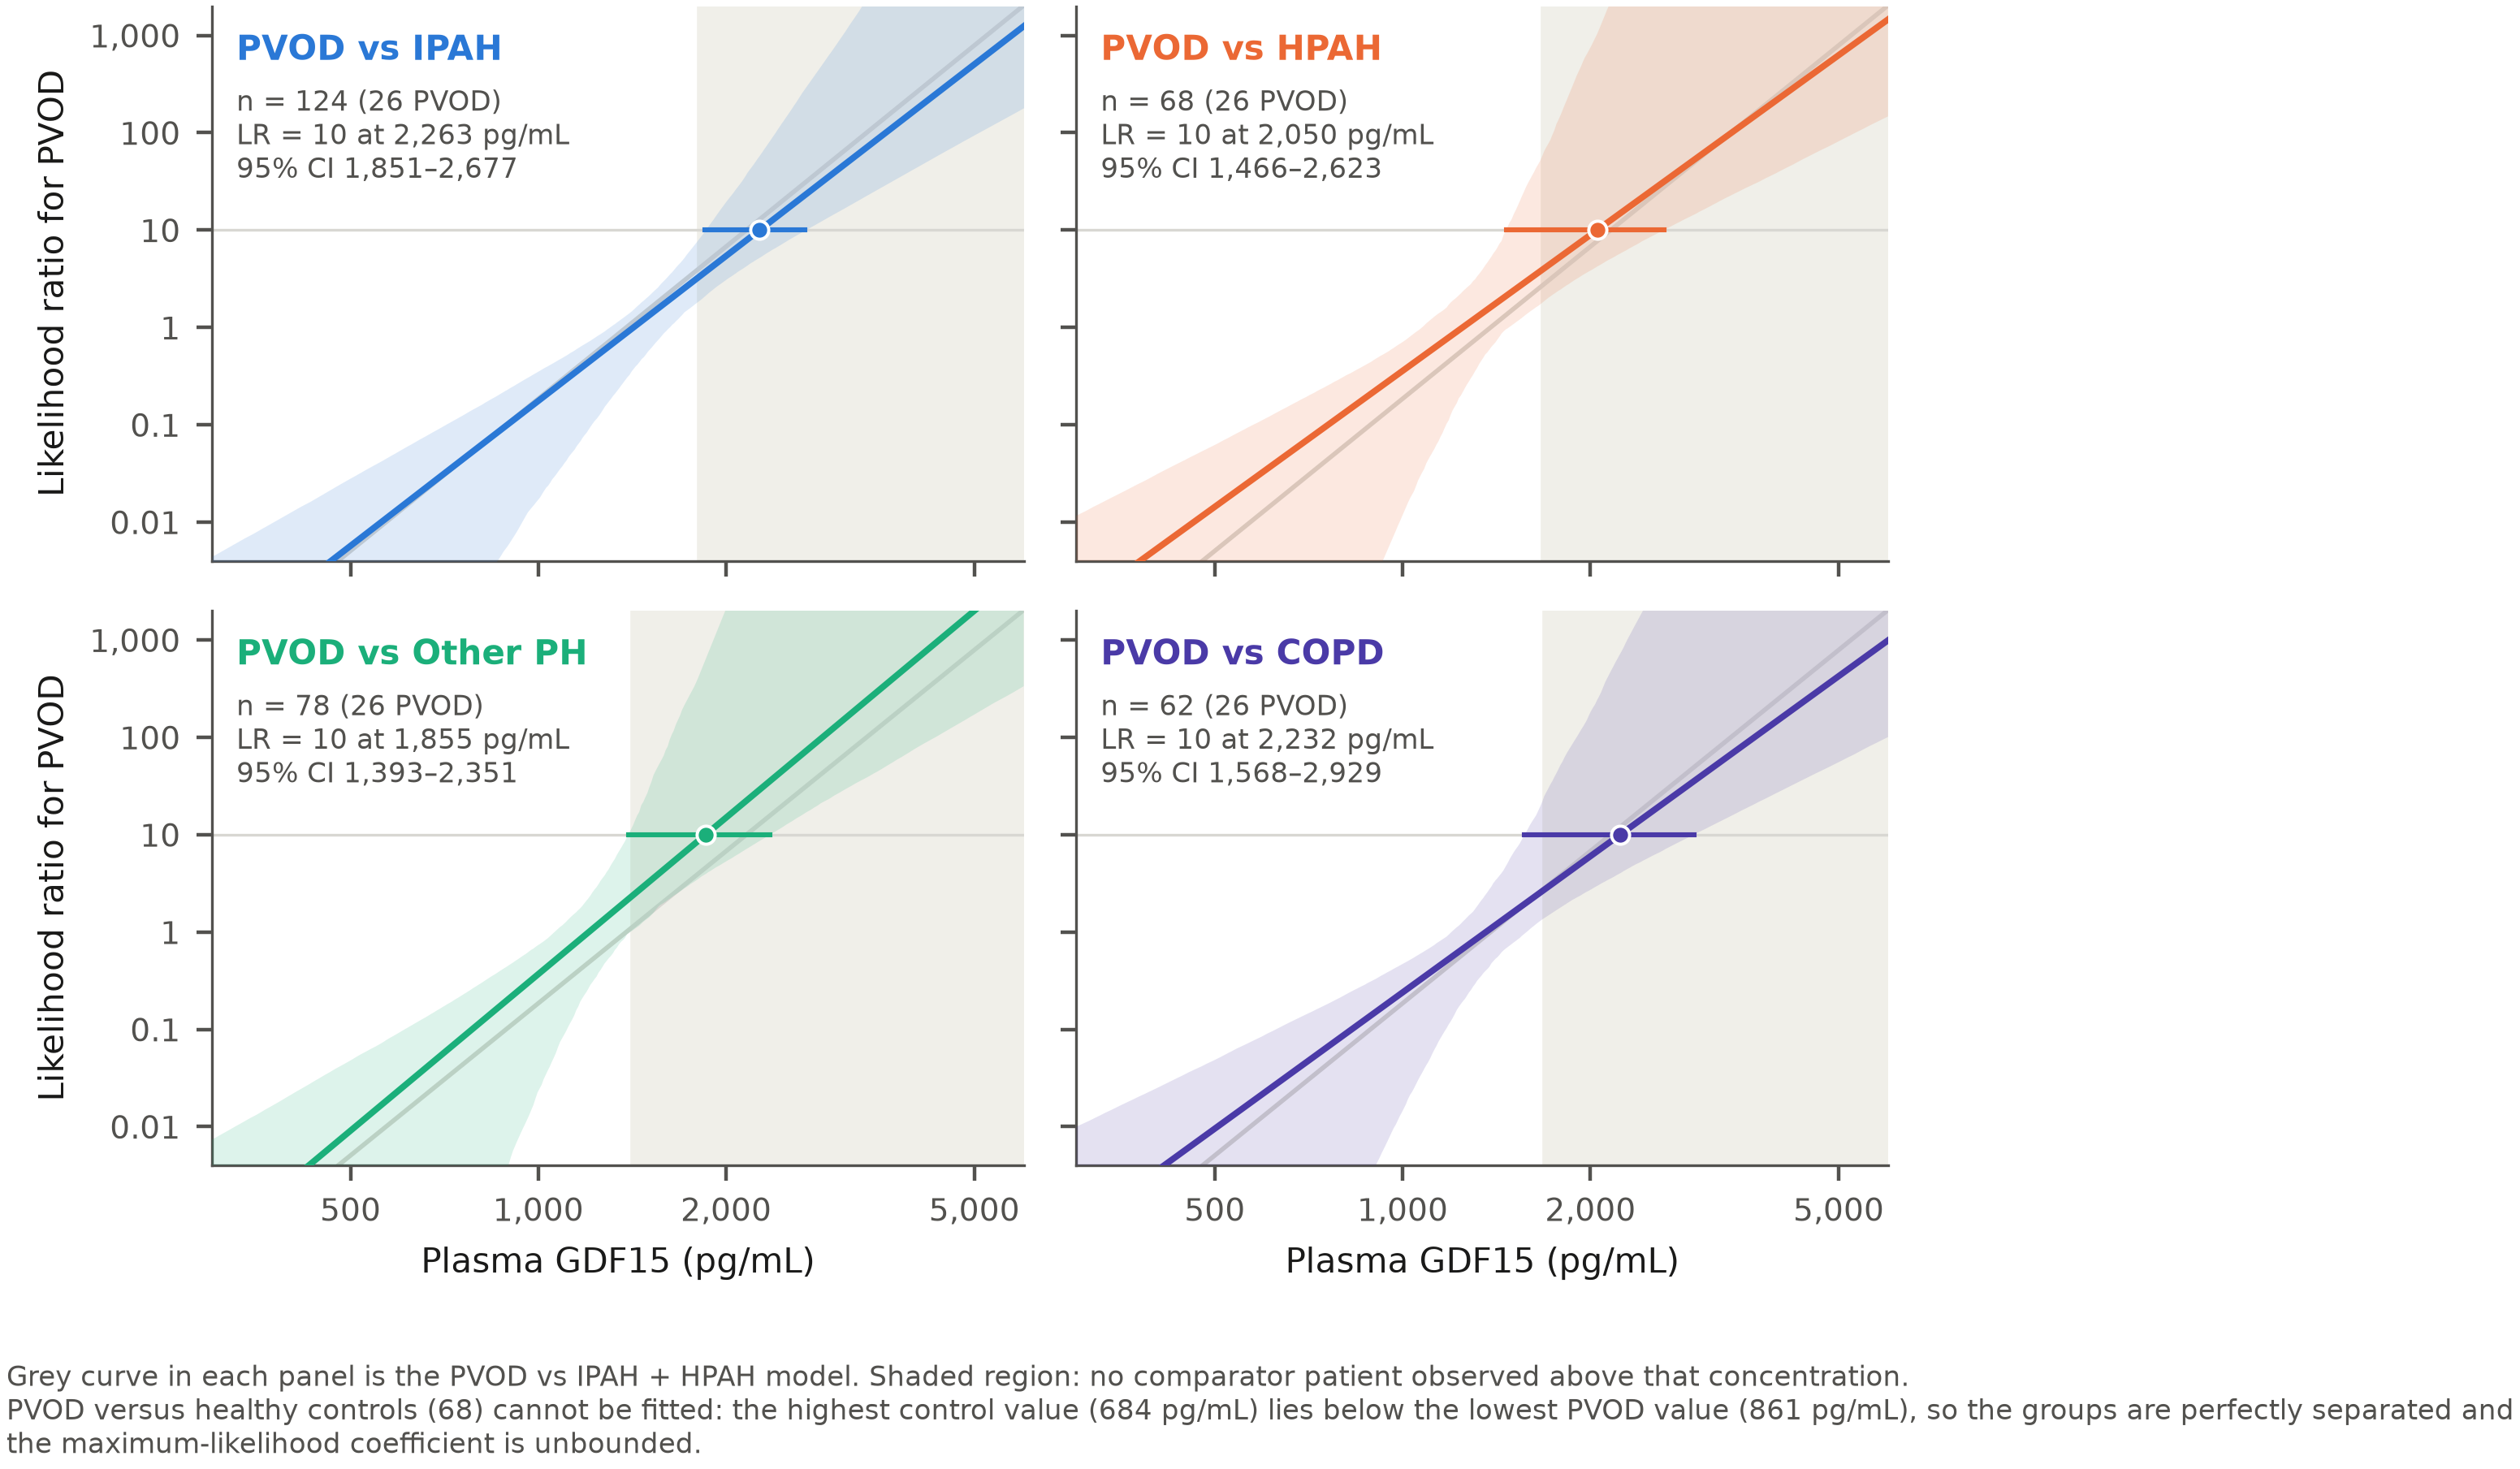 PVOD vs IPAH
n = 124 (26 PVOD)
LR = 10 at 2,263 pg/mL
95% CI 1,851–2,677
Likelihood ratio for PVOD
1,000
100
10
1
0.1
0.01
PVOD vs HPAH
n = 68 (26 PVOD)
LR = 10 at 2,050 pg/mL
95% CI 1,466–2,623
PVOD vs Other PH
n = 78 (26 PVOD)
LR = 10 at 1,855 pg/mL
95% CI 1,393–2,351
Likelihood ratio for PVOD
1,000
100
10
1
0.1
0.01
500
1,000
2,000
5,000
Plasma GDF15 (pg/mL)
PVOD vs COPD
n = 62 (26 PVOD)
LR = 10 at 2,232 pg/mL
95% CI 1,568–2,929
500
1,000
2,000
5,000
Plasma GDF15 (pg/mL)
Grey curve in each panel is the PVOD vs IPAH + HPAH model. Shaded region: no comparator patient observed above that concentration.
PVOD versus healthy controls (68) cannot be fitted: the highest control value (684 pg/mL) lies below the lowest PVOD value (861 pg/mL), so the groups are perfectly separated and
the maximum-likelihood coefficient is unbounded.